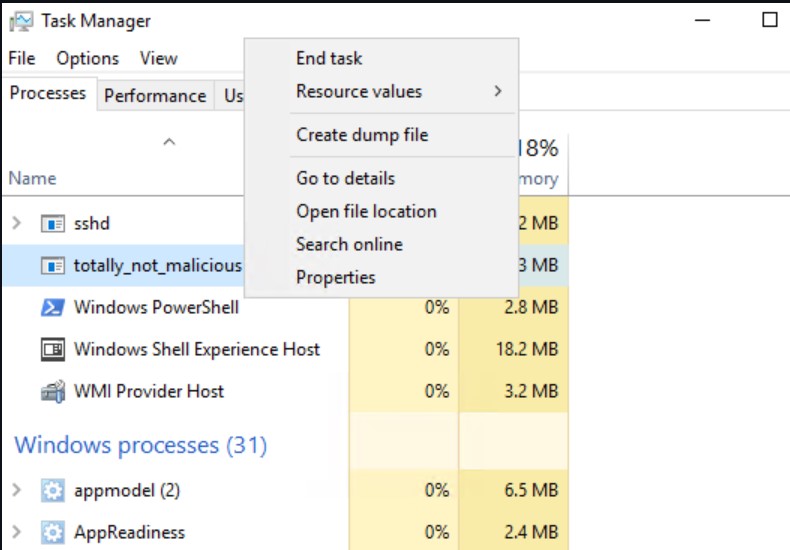 Task Manager
File Options View
Processes Performance Us
End task
Resource values
Create dump file
Go to details
Open file location
Search online
Properties
18%
Name mory
sshd 2 MB
totally_not_malicious 3 MB
Windows PowerShell 0% 2.8 MB
Windows Shell Experience Host 0% 18.2 MB
WMI Provider Host 0% 3.2 MB
Windows processes (31)
appmodel (2) 0% 6.5 MB
AppReadiness 0% 2.4 MB